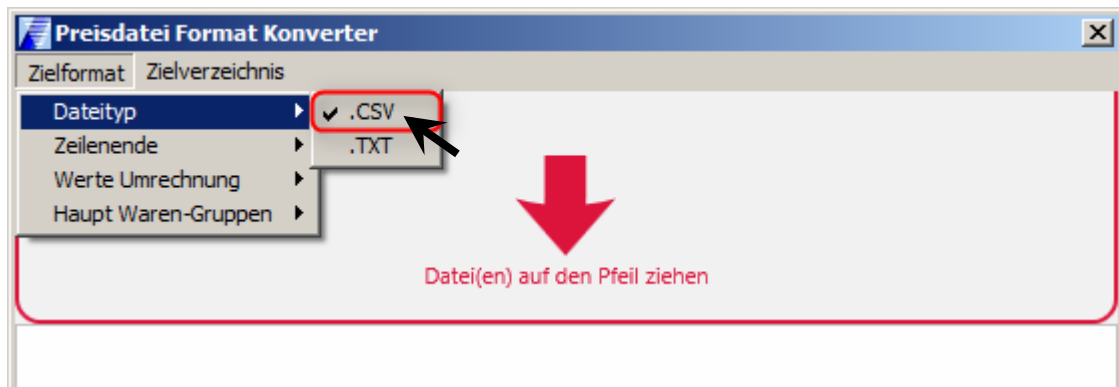 Preisdatei Format Konverter
Zielformat Zielverzeichnis
Dateityp
.CSV
Zeilenende
.TXT
Werte Umrechnung
Haupt Waren-Gruppen
Datei(en) auf den Pfeil ziehen